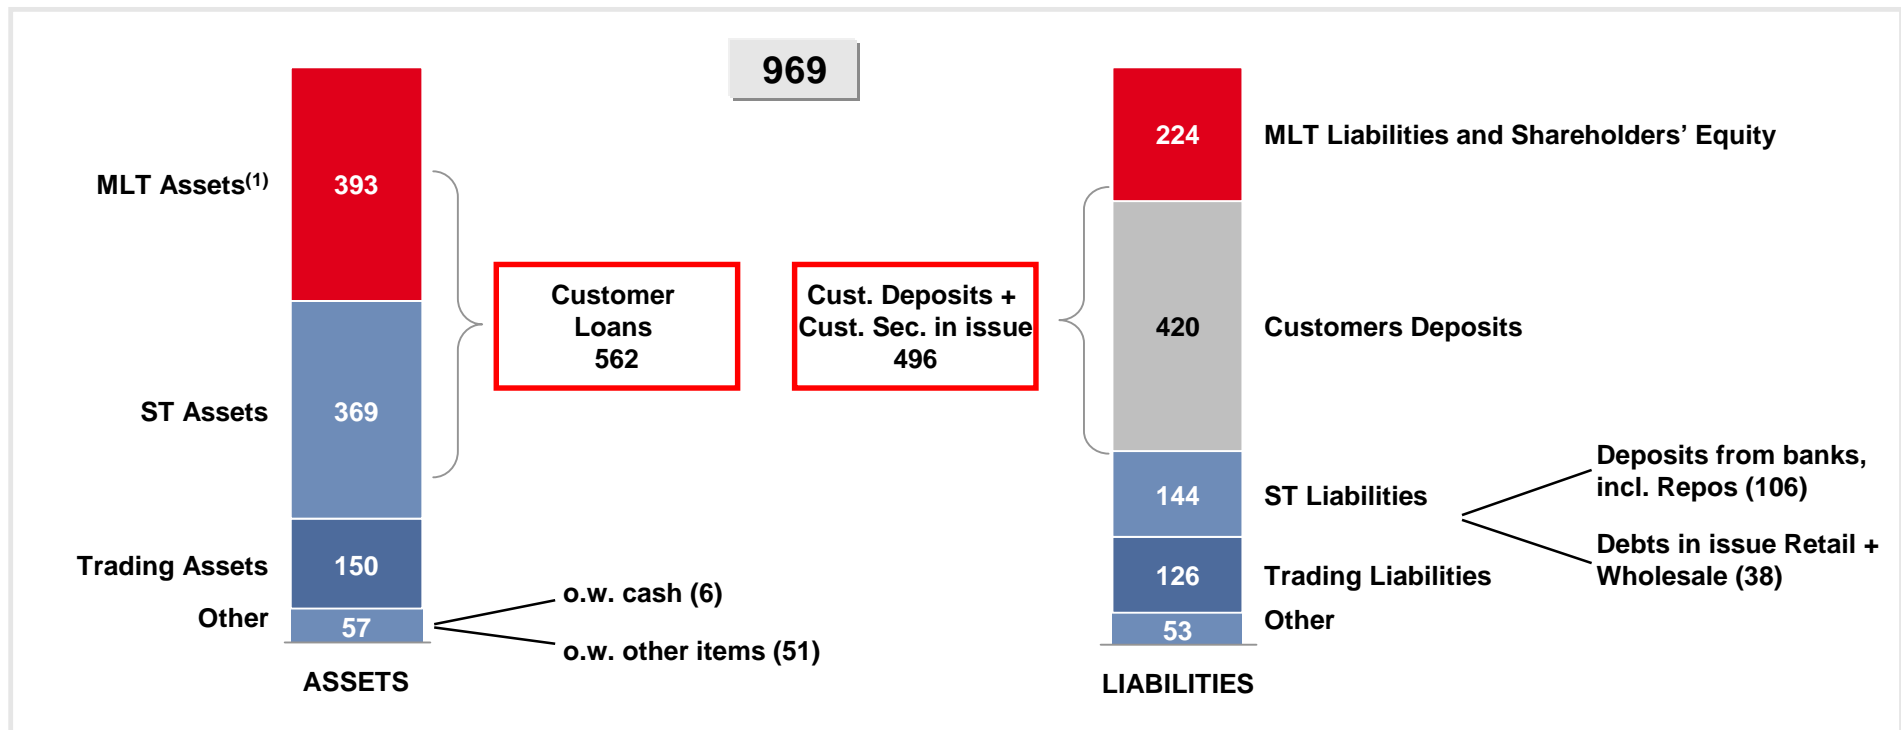 969
MLT Assets(1)
393
ST Assets
369
Trading Assets
150
Other
57
o.w. cash (6)
o.w. other items (51)
ASSETS
Customer
Loans
562
Cust. Deposits +
Cust. Sec. in issue
496
224
MLT Liabilities and Shareholders’ Equity
420
Customers Deposits
144
ST Liabilities
Deposits from banks,
incl. Repos (106)
Debts in issue Retail +
Wholesale (38)
126
Trading Liabilities
53
Other
LIABILITIES